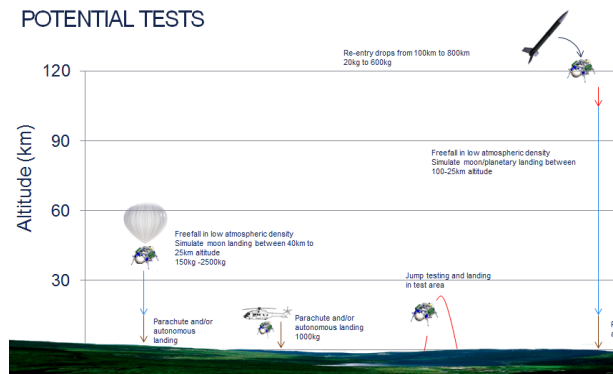 POTENTIAL TESTS
Re-entry drops from 100km to 800km
20kg to 600kg
Altitude (km)
120
90
60
30
Freefall in low atmospheric density
Simulate moon/planetary landing between
100-25km altitude
Freefall in low atmospheric density
Simulate moon landing between 40km to
25km altitude
150kg -2500kg
Jump testing and landing
in test area
Parachute and/or
autonomous landing
Parachute and/or
autonomous landing
1000kg